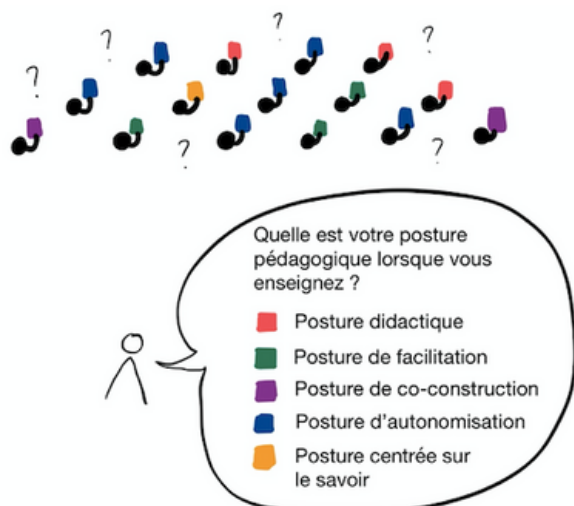 ? ? ?
?
? ?
Quelle est votre posture
pédagogique lorsque vous
enseignez ?
Posture didactique
Posture de facilitation
Posture de co-construction
Posture d'autonomisation
Posture centrée sur
le savoir